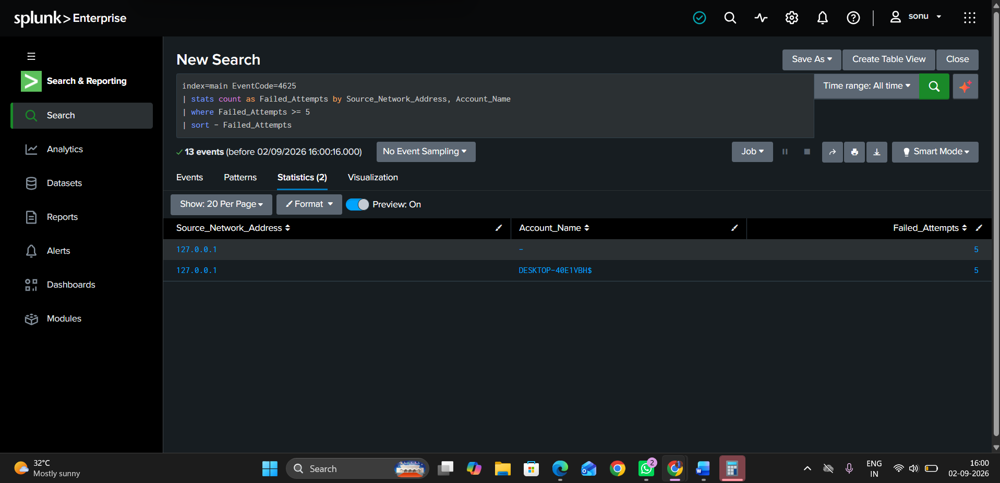 splunk> Enterprise
sonu
Search & Reporting
Search
Analytics
Datasets
Reports
Alerts
Dashboards
Modules
New Search
Save As
Create Table View
Close
index=main EventCode=4625
| stats count as Failed_Attempts by Source_Network_Address, Account_Name
| where Failed_Attempts >= 5
| sort - Failed_Attempts
Time range: All time
13 events (before 02/09/2026 16:00:16.000)
No Event Sampling
Job
Smart Mode
Events
Patterns
Statistics (2)
Visualization
Show: 20 Per Page
Format
Preview: On
Source_Network_Address
Account_Name
Failed_Attempts
127.0.0.1
-
5
127.0.0.1
DESKTOP-40E1VBH$
5
32°C
Mostly sunny
Search
2
1
ENG
IN
16:00
02-09-2026